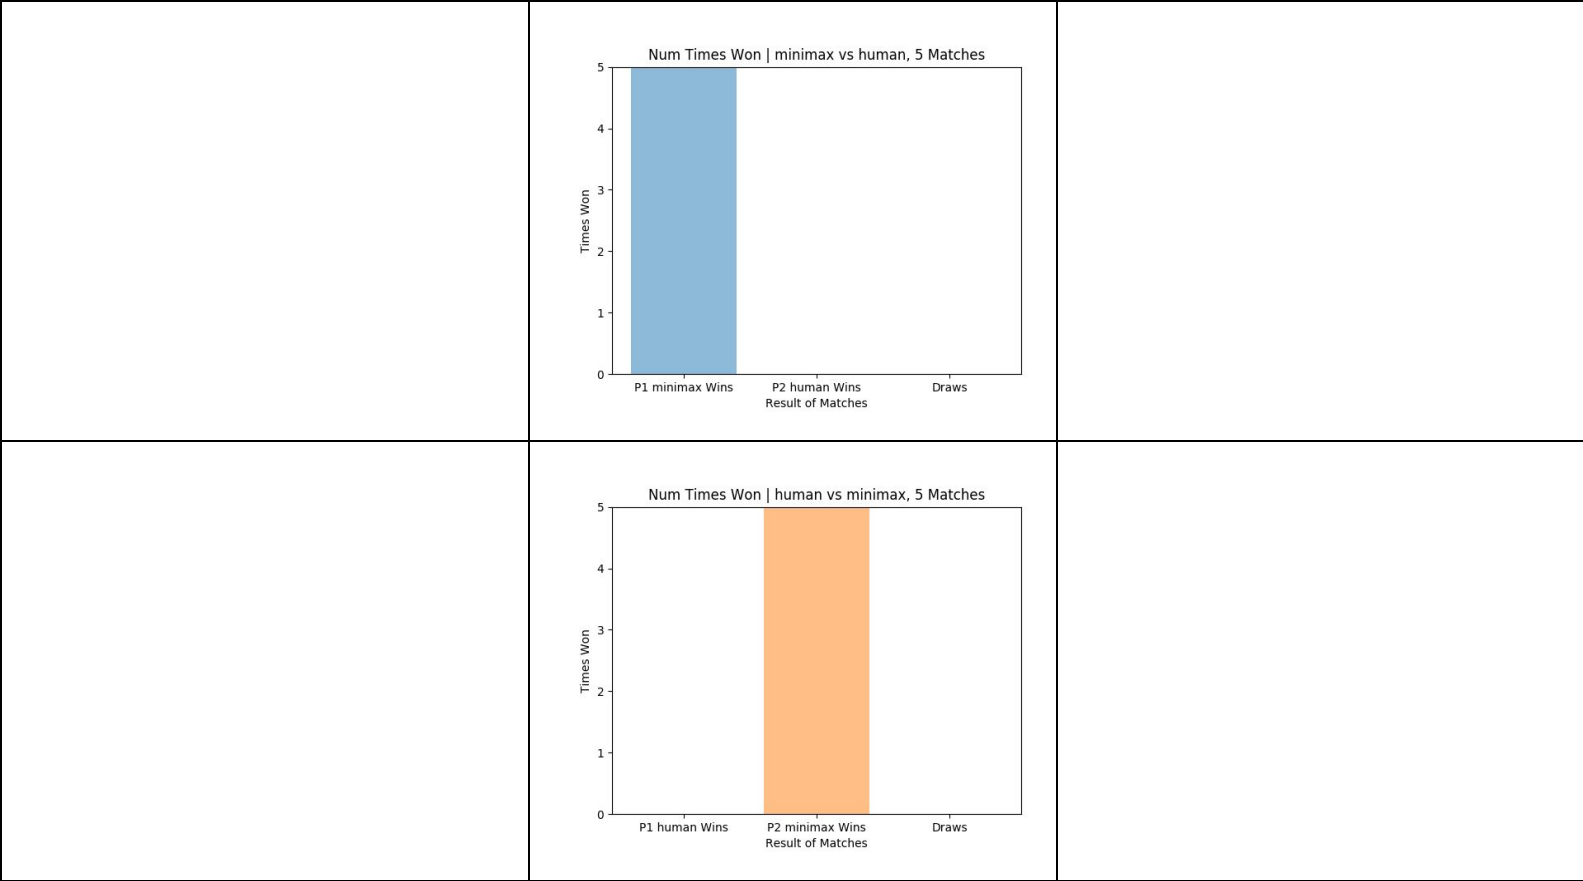 Num Times Won | minimax vs human, 5 Matches
5
4
3
2
1
0
Times Won
P1 minimax Wins P2 human Wins Draws
Result of Matches
Num Times Won | human vs minimax, 5 Matches
5
4
3
2
1
0
Times Won
P1 human Wins P2 minimax Wins Draws
Result of Matches